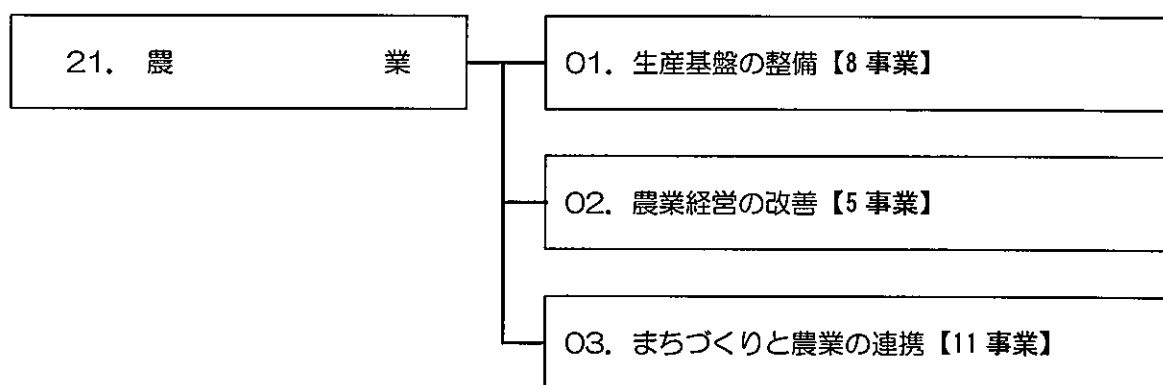 21. 農　　　　　業
01. 生産基盤の整備【8 事業】
02. 農業経営の改善【5 事業】
03. まちづくりと農業の連携【11 事業】